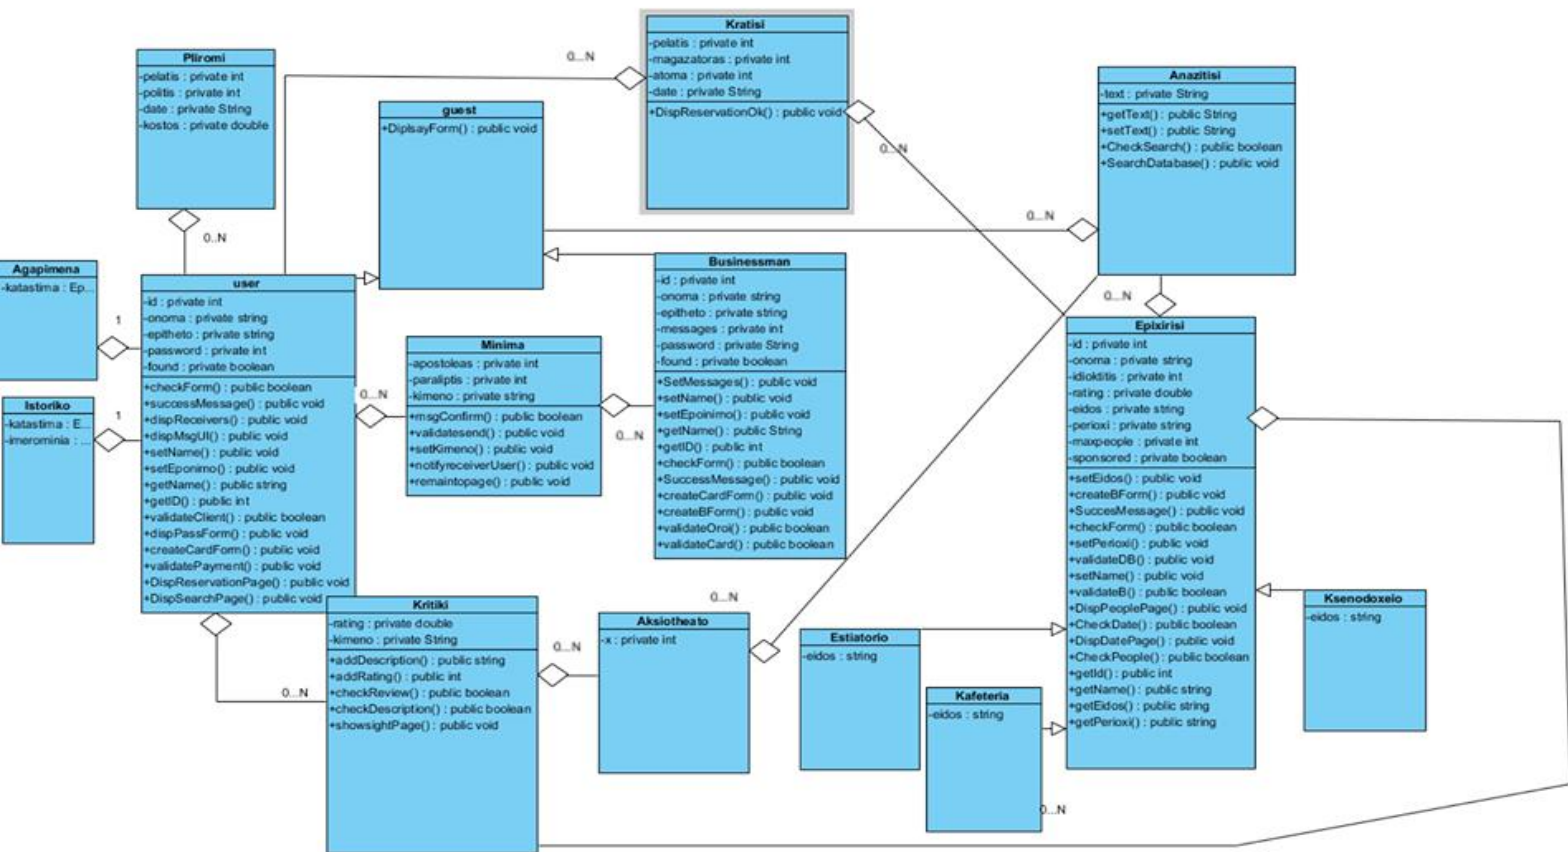 Pliromi
-pelatis : private int
-politis : private int
-date : private String
-kostos : private double
0..N
0...N
Kratisi
-pelatis : private int
-magazatoras : private int
-atoma : private int
-date : private String
+DispReservationOk() : public void
0...N
guest
+DiplsayForm() : public void
Anazitisi
-text : private String
+getText() : public String
+setText() : public String
+CheckSearch() : public boolean
+SearchDatabase() : public void
0...N
0...N
Agapimena
-katastima : Ep...
1
Istoriko
-katastima : E...
-imerominia : ...
1
user
-id : private int
-onoma : private string
-epitheto : private string
-password : private int
-found : private boolean
+checkForm() : public boolean
+successMessage() : public void
+dispReceivers() : public void
+dispMsgUI() : public void
+setName() : public void
+setEponimo() : public void
+getName() : public string
+getID() : public int
+validateClient() : public boolean
+dispPassForm() : public void
+createCardForm() : public void
+validatePayment() : public void
+DispReservationPage() : public void
+DispSearchPage() : public void
0...N
Minima
-apostoleas : private int
-paraliptis : private int
-kimeno : private string
+msgConfirm() : public boolean
+validatesend() : public void
+setKimeno() : public void
+notifyreceiverUser() : public void
+remaintopage() : public void
0...N
Businessman
-id : private int
-onoma : private string
-epitheto : private string
-messages : private int
-password : private String
-found : private boolean
+SetMessages() : public void
+setName() : public void
+setEpoinimo() : public void
+getName() : public String
+getID() : public int
+checkForm() : public boolean
+SuccessMessage() : public void
+createCardForm() : public void
+createBForm() : public void
+validateOroi() : public boolean
+validateCard() : public boolean
Epixirisi
-id : private int
-onoma : private string
-idioktitis : private int
-rating : private double
-eidos : private string
-perioxi : private string
-maxpeople : private int
-sponsored : private boolean
+setEidos() : public void
+createBForm() : public void
+SuccesMessage() : public void
+checkForm() : public boolean
+setPerioxi() : public void
+validateDB() : public void
+setName() : public void
+validateB() : public boolean
+DispPeoplePage() : public void
+CheckDate() : public boolean
+DispDatePage() : public void
+CheckPeople() : public boolean
+getId() : public int
+getName() : public string
+getEidos() : public string
+getPerioxi() : public string
0...N
Kritiki
-rating : private double
-kimeno : private String
+addDescription() : public string
+addRating() : public int
+checkReview() : public boolean
+checkDescription() : public boolean
+showsightPage() : public void
0...N
Aksiotheato
-x : private int
0...N
Estiatorio
-eidos : string
Kafeteria
-eidos : string
0...N
Ksenodoxeio
-eidos : string